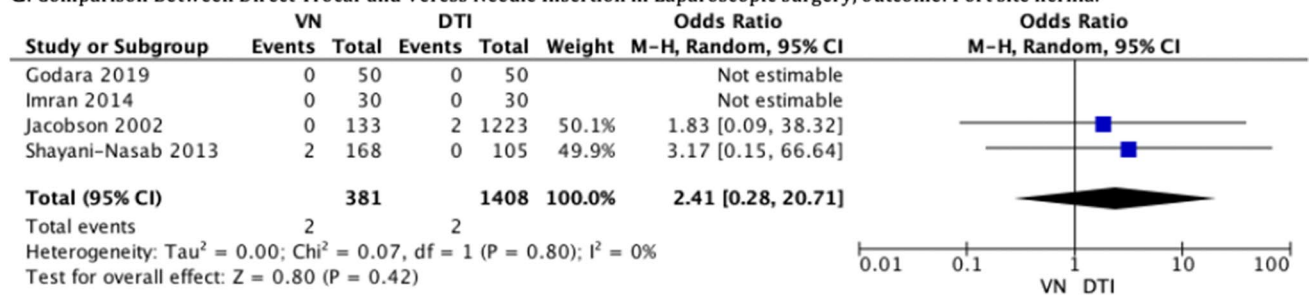 VN DTI Odds Ratio Odds Ratio
Study or Subgroup Events Total Events Total Weight M-H, Random, 95% CI M-H, Random, 95% CI
Godara 2019 0 50 0 50 Not estimable
Imran 2014 0 30 0 30 Not estimable
Jacobson 2002 0 133 2 1223 50.1% 1.83 [0.09, 38.32]
Shayani-Nasab 2013 2 168 0 105 49.9% 3.17 [0.15, 66.64]
Total (95% CI) 381 1408 100.0% 2.41 [0.28, 20.71]
Total events 2 2
Heterogeneity: Tau² = 0.00; Chi² = 0.07, df = 1 (P = 0.80); I² = 0%
Test for overall effect: Z = 0.80 (P = 0.42)
0.01 0.1 1 10 100
VN DTI